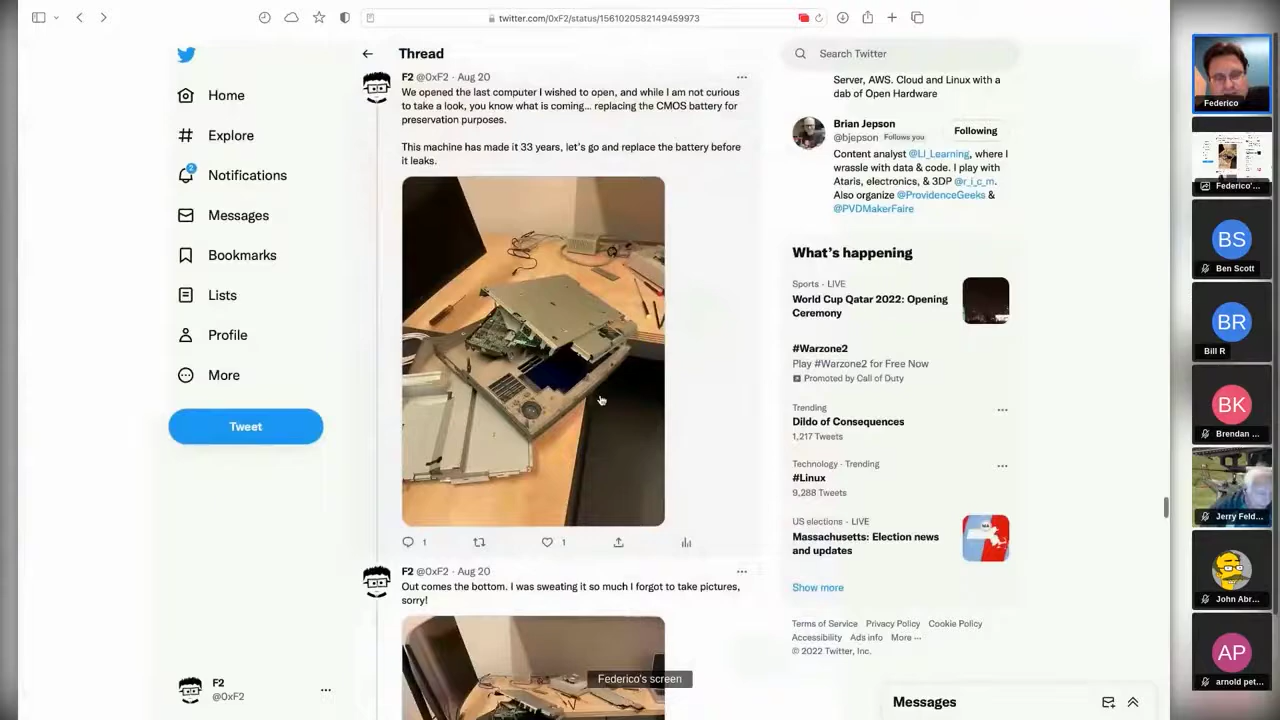 twitter.com/0xF2/status/1561020582149459973
Home
Explore
2
Notifications
Messages
Bookmarks
Lists
Profile
More
Tweet
F2
@0xF2
Thread
F2 @0xF2 · Aug 20
We opened the last computer I wished to open, and while I am not curious
to take a look, you know what is coming... replacing the CMOS battery for
preservation purposes.
This machine has made it 33 years, let's go and replace the battery before
it leaks.
1
1
F2 @0xF2 · Aug 20
Out comes the bottom. I was sweating it so much I forgot to take pictures,
sorry!
Federico's screen
Search Twitter
Server, AWS. Cloud and Linux with a
dab of Open Hardware
Brian Jepson
@bjepson Follows you
Following
Content analyst @LI_Learning, where I
wrassle with data & code. I play with
Ataris, electronics, & 3DP @r_i_c_m.
Also organize @ProvidenceGeeks &
@PVDMakerFaire
What's happening
Sports · LIVE
World Cup Qatar 2022: Opening
Ceremony
#Warzone2
Play #Warzone2 for Free Now
Promoted by Call of Duty
Trending
Dildo of Consequences
1,217 Tweets
Technology · Trending
#Linux
9,288 Tweets
US elections · LIVE
Massachusetts: Election news
and updates
MA
Show more
Terms of Service Privacy Policy Cookie Policy
Accessibility Ads info More ...
© 2022 Twitter, Inc.
Messages
Federico
Federico'...
BS
Ben Scott
BR
Bill R
BK
Brendan ...
Jerry Feld...
John Abr...
AP
arnold pet...